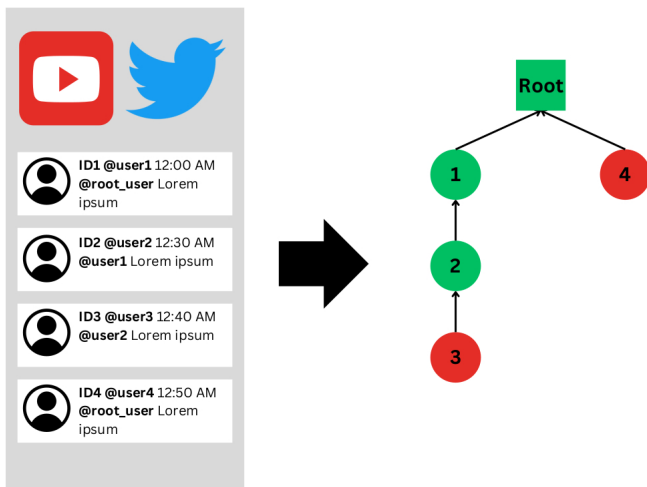 ID1 @user1 12:00 AM
@root_user Lorem
ipsum
ID2 @user2 12:30 AM
@user1 Lorem ipsum
ID3 @user3 12:40 AM
@user2 Lorem ipsum
ID4 @user4 12:50 AM
@root_user Lorem
ipsum
Root
1
4
2
3